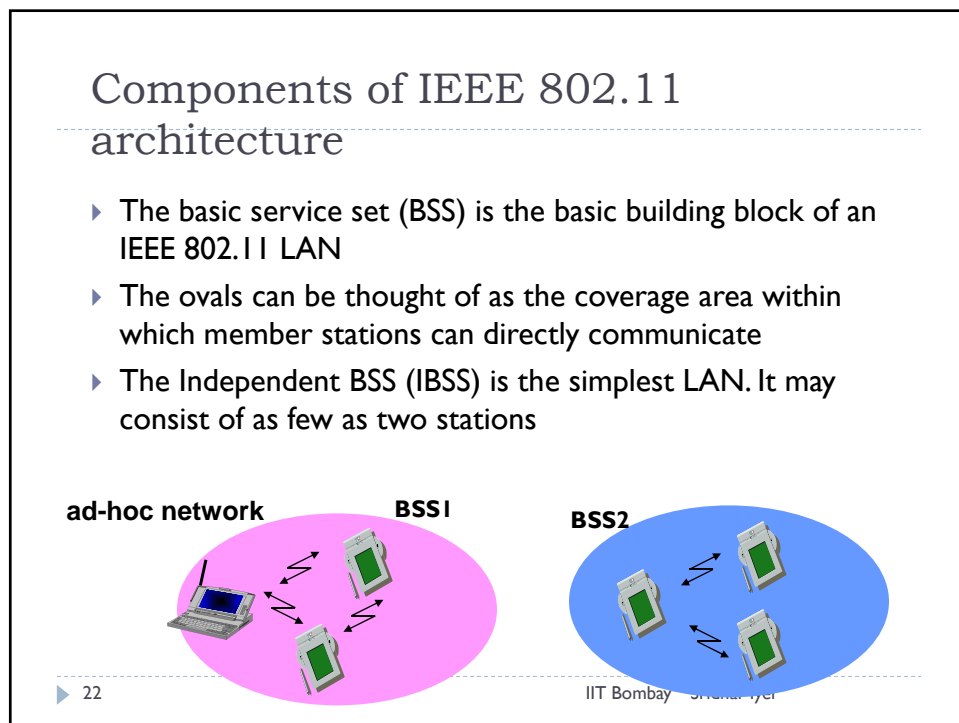 Components of IEEE 802.11
architecture
The basic service set (BSS) is the basic building block of an
IEEE 802.11 LAN
The ovals can be thought of as the coverage area within
which member stations can directly communicate
The Independent BSS (IBSS) is the simplest LAN. It may
consist of as few as two stations
ad-hoc network
BSS1
BSS2
22
IIT Bombay